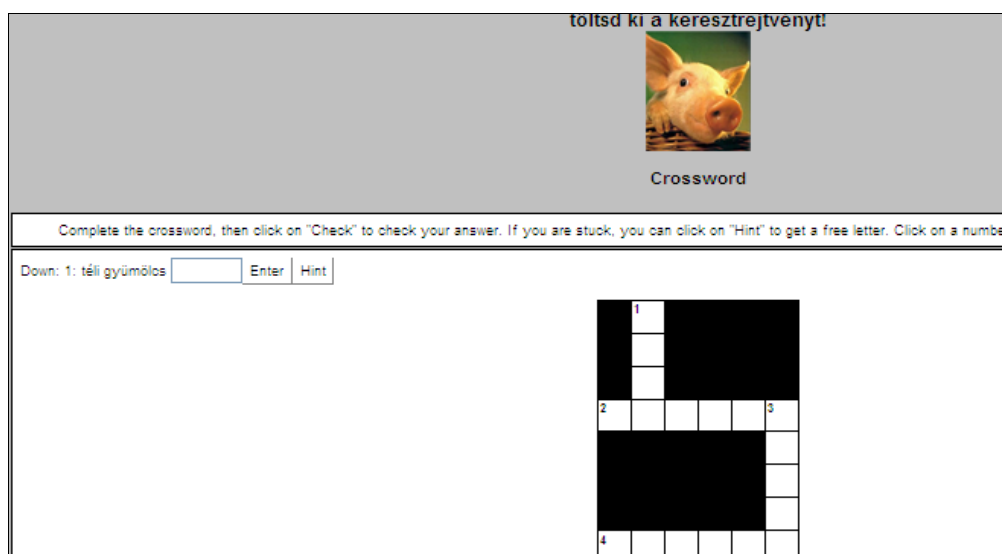 töltsd ki a keresztrejtvényt!
Crossword
Complete the crossword, then click on "Check" to check your answer. If you are stuck, you can click on "Hint" to get a free letter. Click on a numbe
Down: 1: téli gyümölcs Enter Hint
1
2 3
4